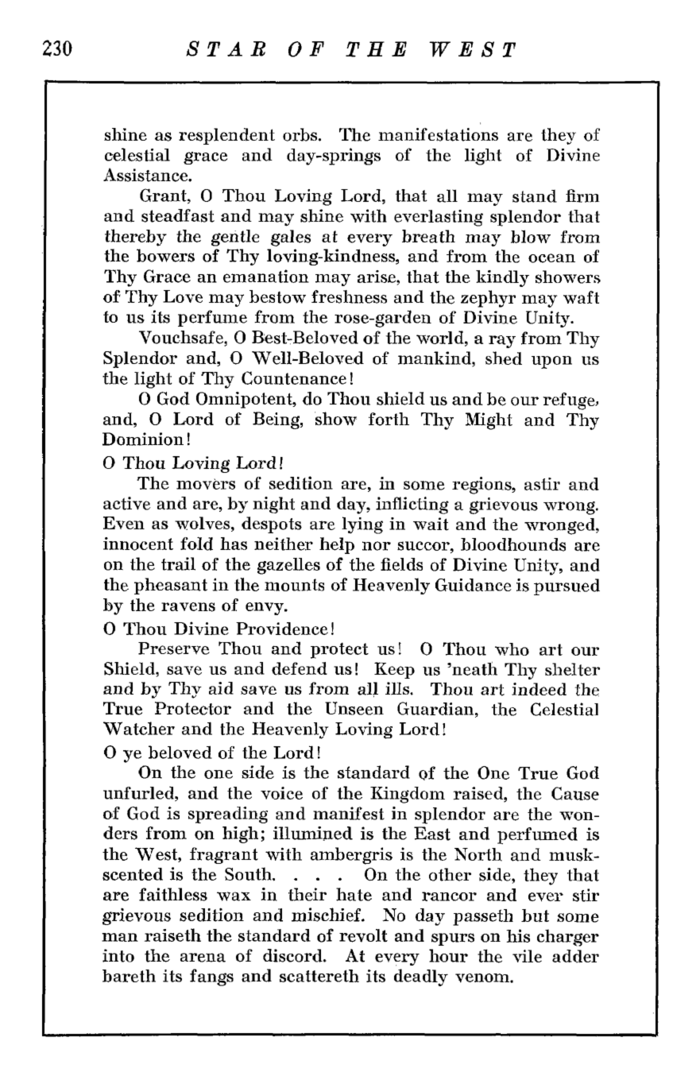 230 STAR OF THE WEST
shine as resplendent orbs. The manifestations are they of
celestial grace and day-springs of the light of Divine
Assistance.
Grant, O Thou Loving Lord, that all may stand firm
and steadfast and may shine with everlasting splendor that
thereby the gentle gales at every breath may blow from
the bowers of Thy loving-kindness, and from the ocean of
Thy Grace an emanation may arise, that the kindly showers
of Thy Love may bestow freshness and the zephyr may waft
to us its perfume from the rose-garden of Divine Unity.
Vouchsafe, O Best-Beloved of the world, a ray from Thy
Splendor and, O Well-Beloved of mankind, shed upon us
the light of Thy Countenance!
O God Omnipotent, do Thou shield us and be our refuge,
and, O Lord of Being, show forth Thy Might and Thy
Dominion!
O Thou Loving Lord!
The movers of sedition are, in some regions, astir and
active and are, by night and day, inflicting a grievous wrong.
Even as wolves, despots are lying in wait and the wronged,
innocent fold has neither help nor succor, bloodhounds are
on the trail of the gazelles of the fields of Divine Unity, and
the pheasant in the mounts of Heavenly Guidance is pursued
by the ravens of envy.
O Thou Divine Providence!
Preserve Thou and protect us! O Thou who art our
Shield, save us and defend us! Keep us 'neath Thy shelter
and by Thy aid save us from all ills. Thou art indeed the
True Protector and the Unseen Guardian, the Celestial
Watcher and the Heavenly Loving Lord!
O ye beloved of the Lord!
On the one side is the standard of the One True God
unfurled, and the voice of the Kingdom raised, the Cause
of God is spreading and manifest in splendor are the won-
ders from on high; illumined is the East and perfumed is
the West, fragrant with ambergris is the North and musk-
scented is the South. . . . On the other side, they that
are faithless wax in their hate and rancor and ever stir
grievous sedition and mischief. No day passeth but some
man raiseth the standard of revolt and spurs on his charger
into the arena of discord. At every hour the vile adder
bareth its fangs and scattereth its deadly venom.